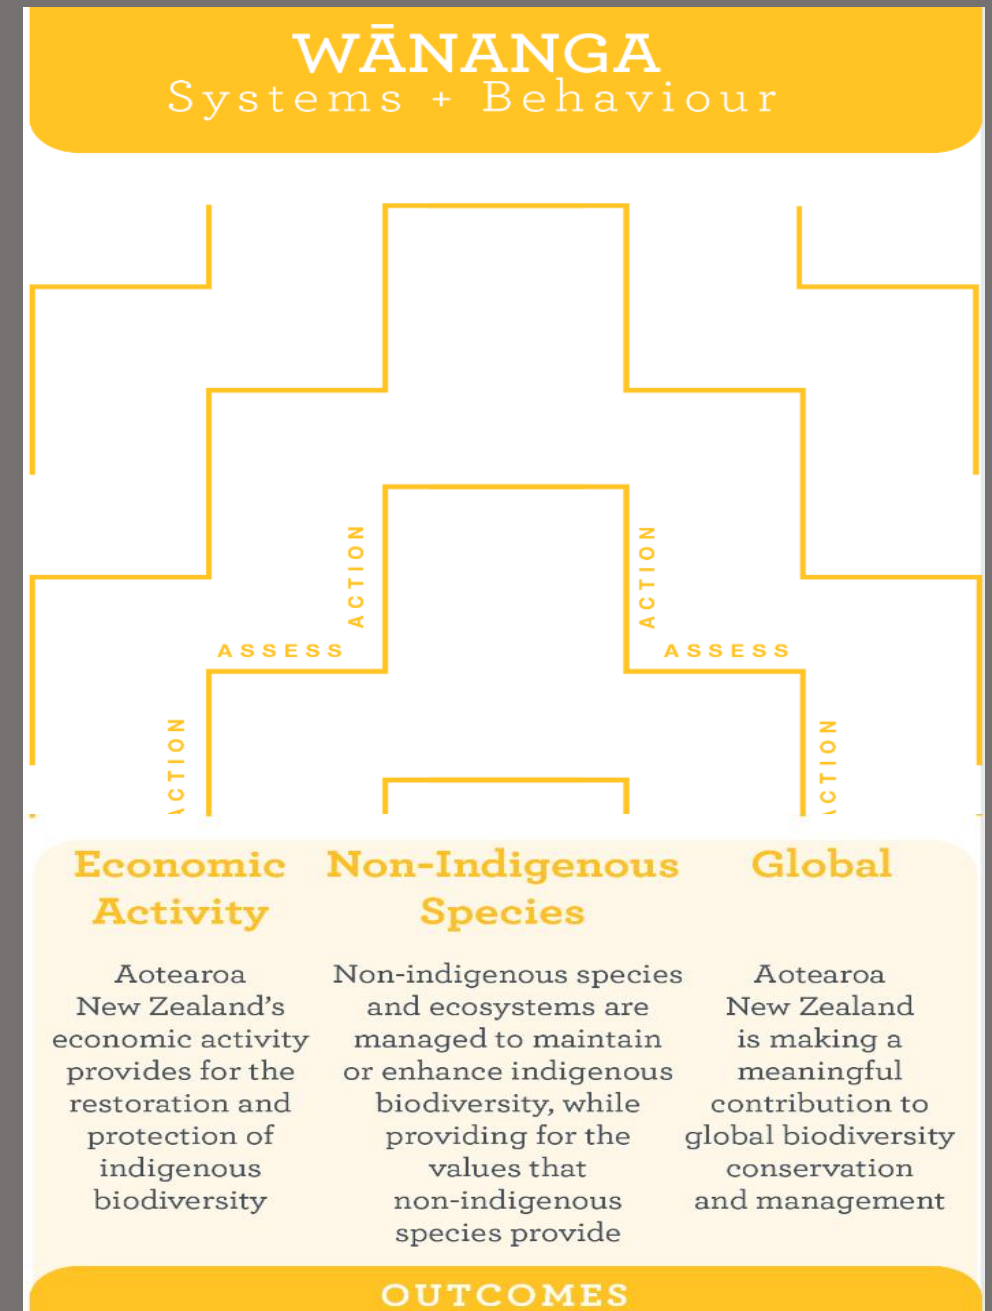 WĀNANGA
Systems + Behaviour
ACTION
ACTION
ASSESS
ASSESS
ACTION
ACTION
Economic
Activity
Aotearoa
New Zealand’s
economic activity
provides for the
restoration and
protection of
indigenous
biodiversity
Non-Indigenous
Species
Non-indigenous species
and ecosystems are
managed to maintain
or enhance indigenous
biodiversity, while
providing for the
values that
non-indigenous
species provide
Global
Aotearoa
New Zealand
is making a
meaningful
contribution to
global biodiversity
conservation
and management
OUTCOMES